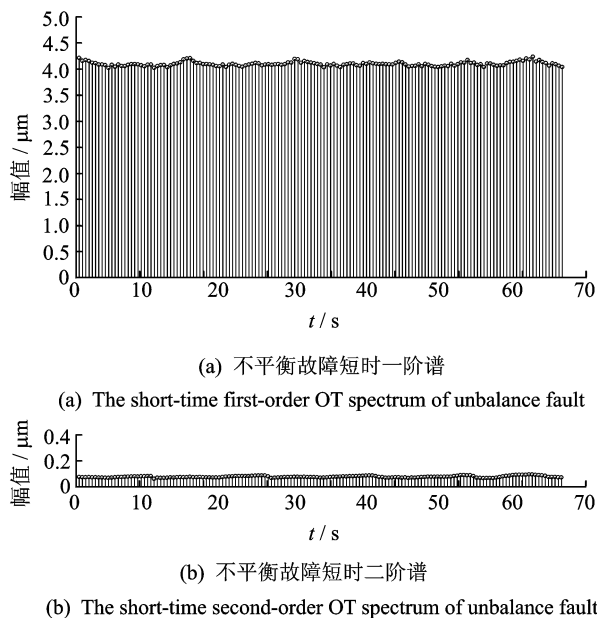 5.0
4.5
4.0
3.5
3.0
2.5
2.0
1.5
1.0
0.5
0
幅值 / μm
0 10 20 30 40 50 60 70
t / s
(a) 不平衡故障短时一阶谱
(a) The short-time first-order OT spectrum of unbalance fault
0.4
0.2
0
幅值 / μm
0 10 20 30 40 50 60 70
t / s
(b) 不平衡故障短时二阶谱
(b) The short-time second-order OT spectrum of unbalance fault